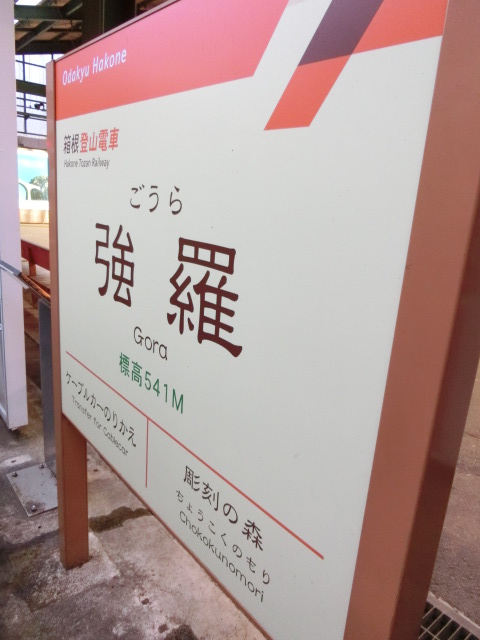 Odakyu Hakone
箱根登山電車
Hakone Tozan Railway
ごうら
強羅
Gora
標高541M
ケーブルカーのりかえ
Transfer for Cablecar
彫刻の森
ちょうこくのもり
Chōkokunomori